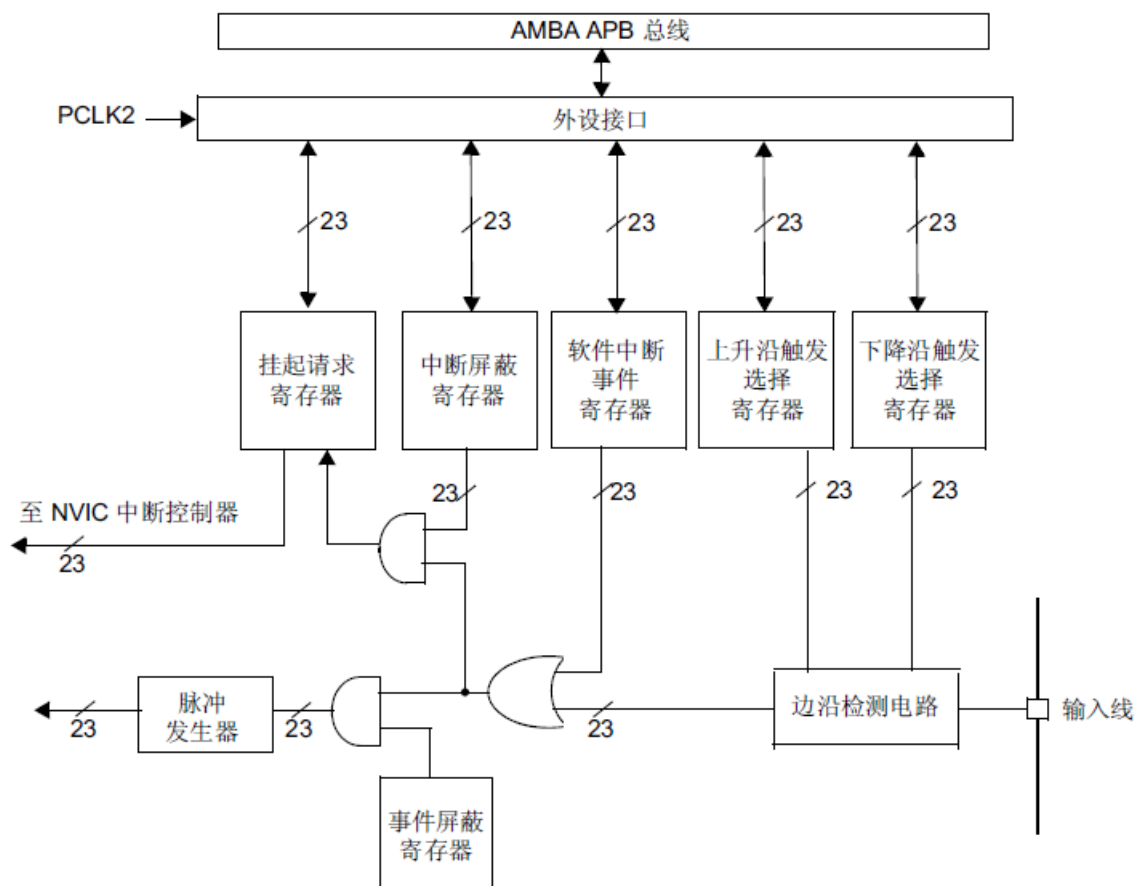 AMBA APB 总线
PCLK2
外设接口
23
23
23
23
23
挂起请求
寄存器
中断屏蔽
寄存器
软件中断
事件
寄存器
上升沿触发
选择
寄存器
下降沿触发
选择
寄存器
23
23
23
23
至 NVIC 中断控制器
23
脉冲
发生器
23
23
23
边沿检测电路
输入线
事件屏蔽
寄存器